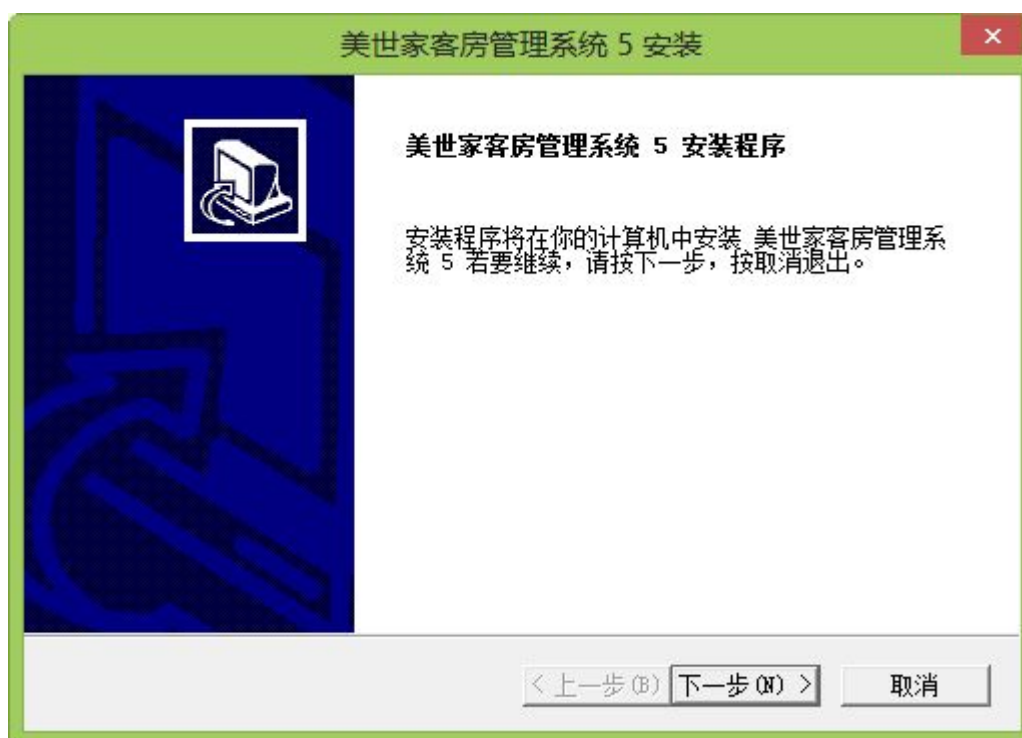 美世家客房管理系统 5 安装
×
美世家客房管理系统 5 安装程序
安装程序将在你的计算机中安装 美世家客房管理系
统 5 若要继续，请按下一步，按取消退出。
< 上一步(B) 下一步(N) > 取消